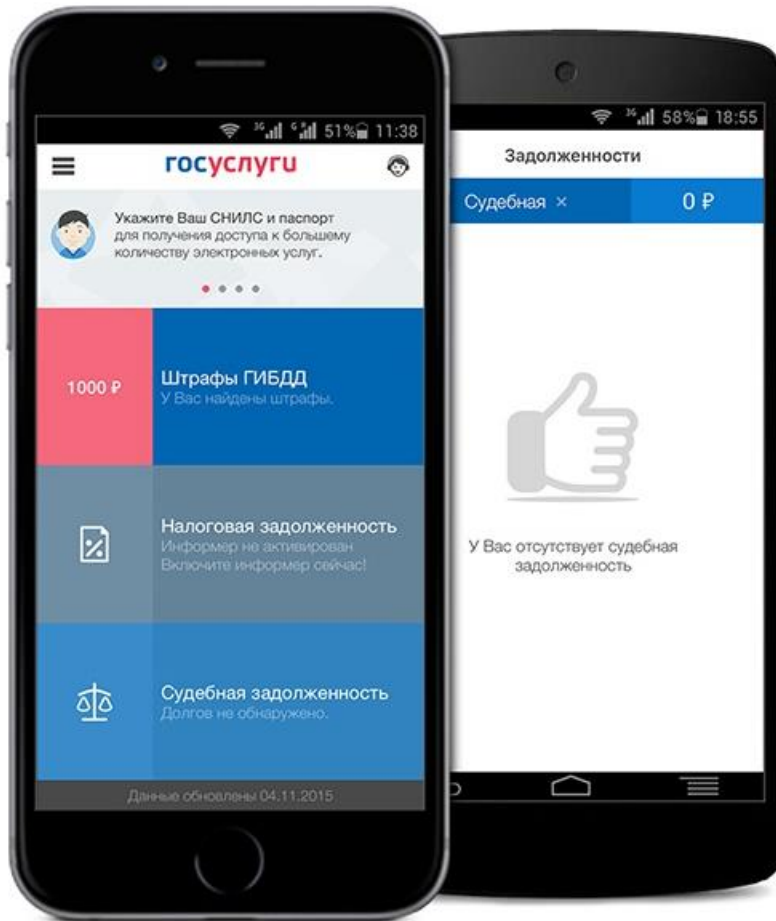 3G G 51% 11:38
госуслуги
Укажите Ваш СНИЛС и паспорт
для получения доступа к большему
количеству электронных услуг.
1000 ₽
Штрафы ГИБДД
У Вас найдены штрафы.
Налоговая задолженность
Информер не активирован
Включите информер сейчас!
Судебная задолженность
Долгов не обнаружено.
Данные обновлены 04.11.2015
3G 58% 18:55
Задолженности
Судебная × 0 ₽
У Вас отсутствует судебная
задолженность